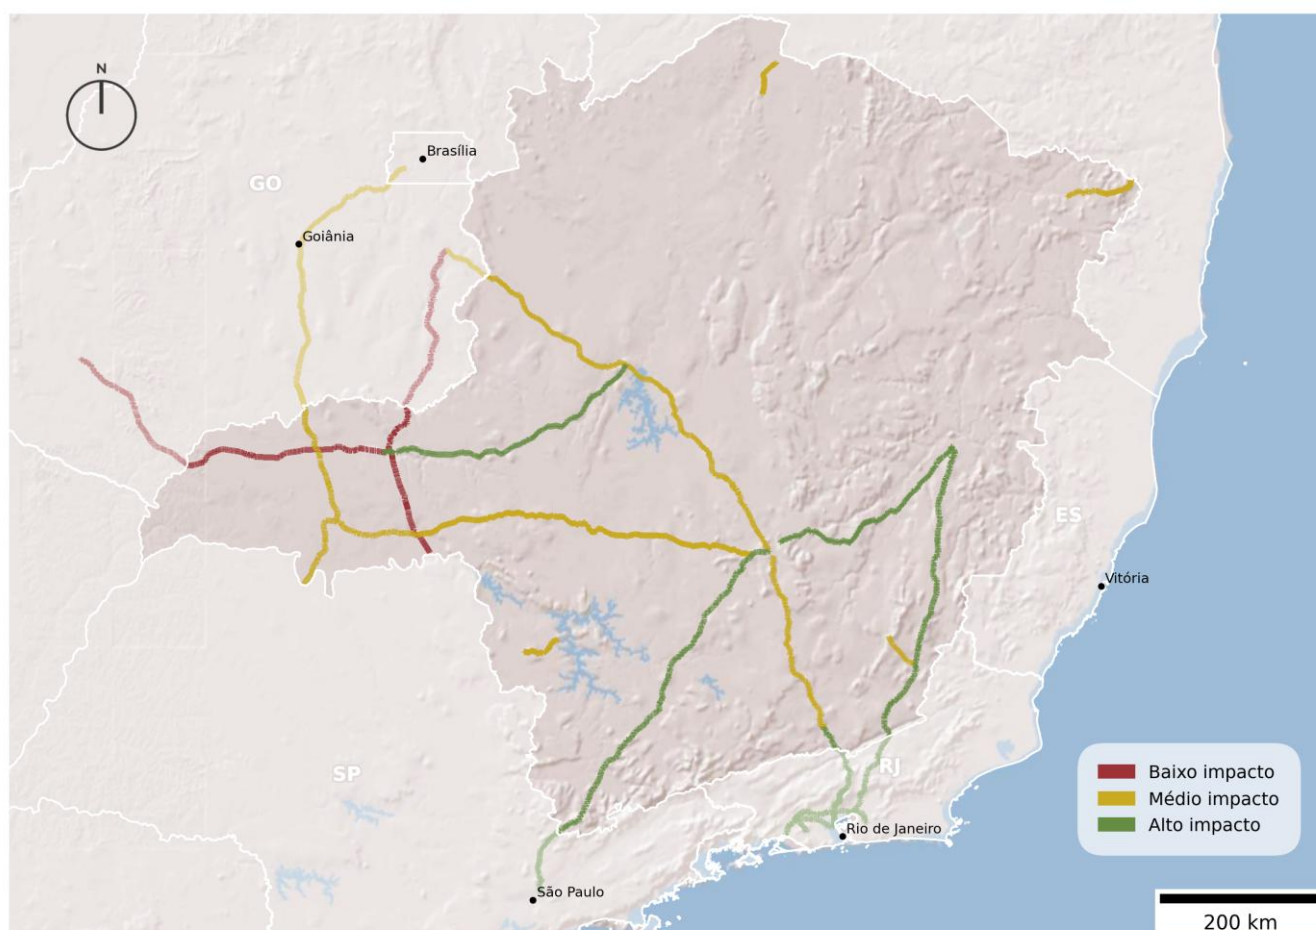 N
Brasília
GO
Goiânia
ES
Vitória
SP
RJ
Rio de Janeiro
São Paulo
Baixo impacto
Médio impacto
Alto impacto
200 km